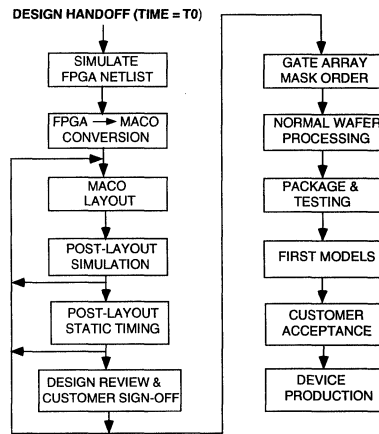 DESIGN HANDOFF (TIME = T0)
SIMULATE
FPGA NETLIST
FPGA → MACO
CONVERSION
MACO
LAYOUT
POST-LAYOUT
SIMULATION
POST-LAYOUT
STATIC TIMING
DESIGN REVIEW &
CUSTOMER SIGN-OFF
GATE ARRAY
MASK ORDER
NORMAL WAFER
PROCESSING
PACKAGE &
TESTING
FIRST MODELS
CUSTOMER
ACCEPTANCE
DEVICE
PRODUCTION